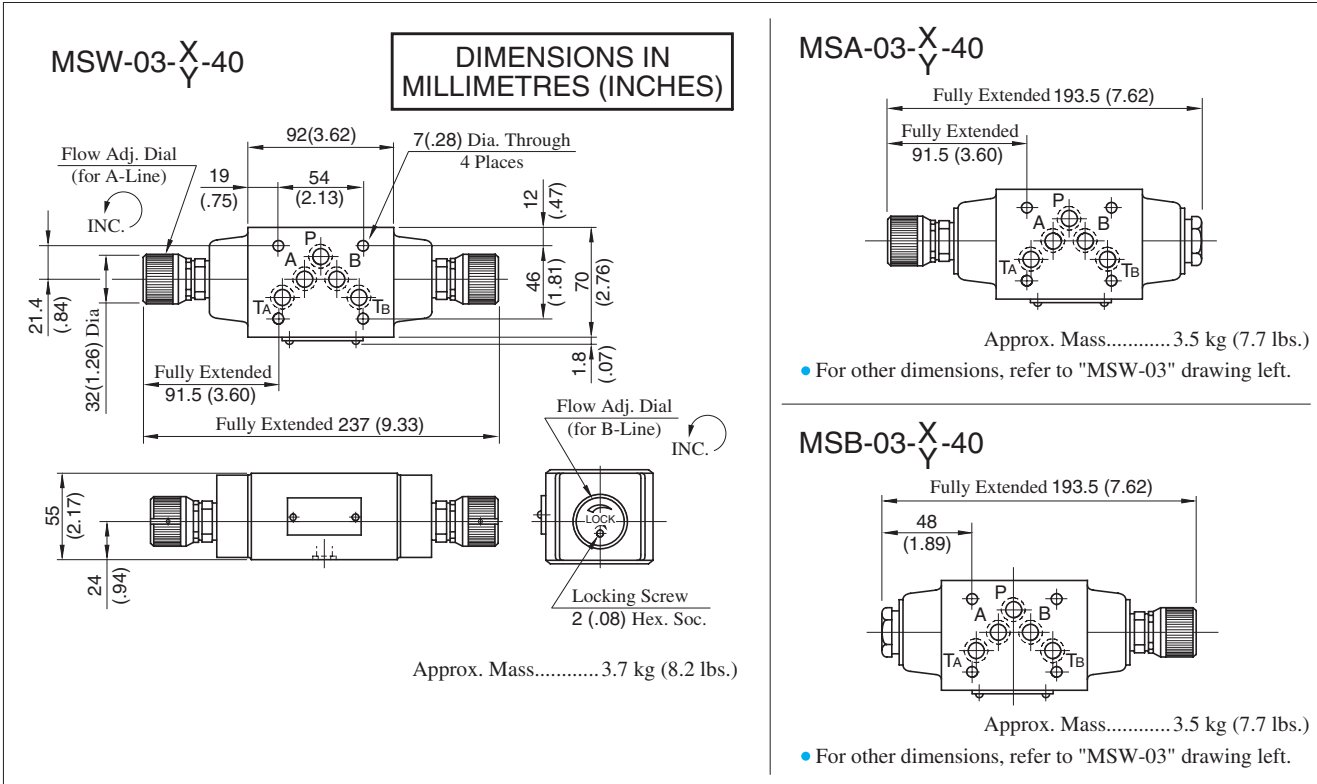 MSW-03-X/Y-40
DIMENSIONS IN
MILLIMETRES (INCHES)
92(3.62)
7(.28) Dia. Through
4 Places
Flow Adj. Dial
(for A-Line)
INC.
19
(.75)
54
(2.13)
12
(.47)
P
A
B
TA
TB
21.4
(.84)
32(1.26) Dia
46
(1.81)
70
(2.76)
1.8
(.07)
Fully Extended
91.5 (3.60)
Fully Extended 237 (9.33)
Flow Adj. Dial
(for B-Line)
INC.
55
(2.17)
24
(.94)
LOCK
Locking Screw
2 (.08) Hex. Soc.
Approx. Mass............3.7 kg (8.2 lbs.)
MSA-03-X/Y-40
Fully Extended 193.5 (7.62)
Fully Extended
91.5 (3.60)
P
A
B
TA
TB
Approx. Mass............3.5 kg (7.7 lbs.)
● For other dimensions, refer to "MSW-03" drawing left.
MSB-03-X/Y-40
Fully Extended 193.5 (7.62)
48
(1.89)
P
A
B
TA
TB
Approx. Mass............3.5 kg (7.7 lbs.)
● For other dimensions, refer to "MSW-03" drawing left.